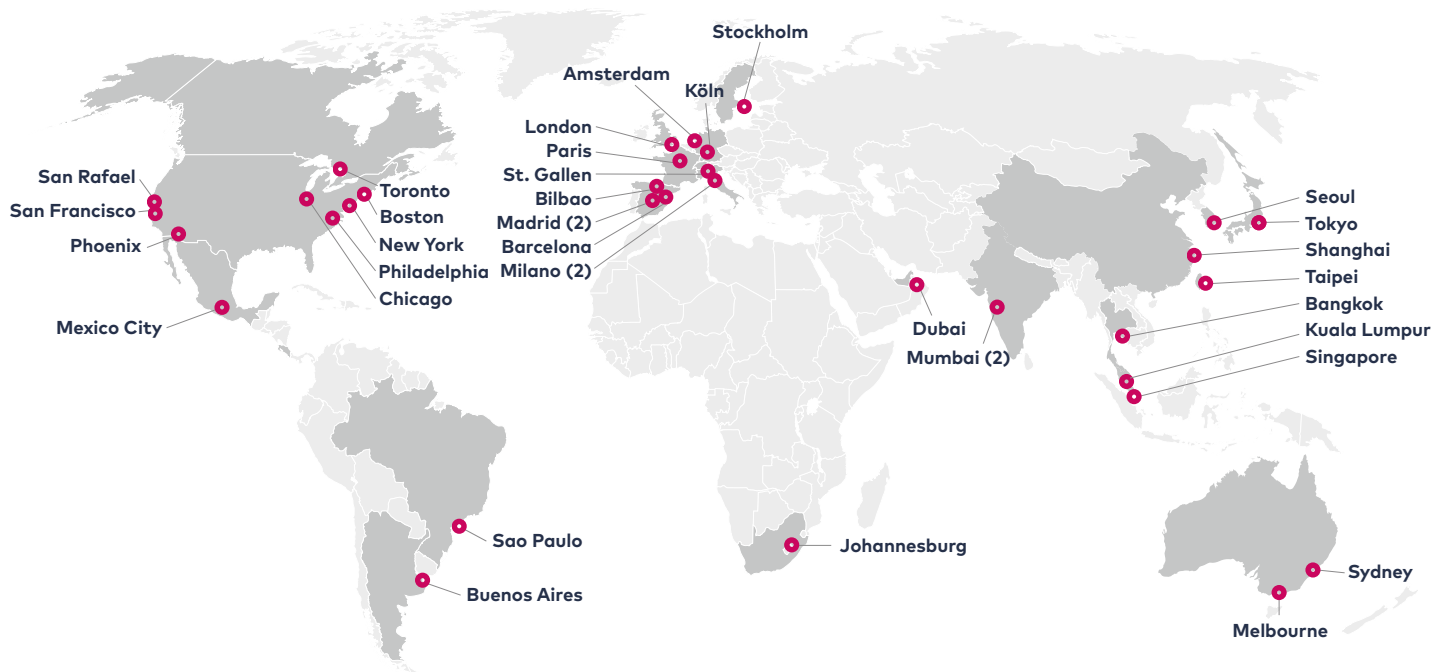 Stockholm
Amsterdam
Köln
London
Paris
St. Gallen
Bilbao
Madrid (2)
Barcelona
Milano (2)
San Rafael
San Francisco
Phoenix
Mexico City
Toronto
Boston
New York
Philadelphia
Chicago
Seoul
Tokyo
Shanghai
Taipei
Bangkok
Kuala Lumpur
Singapore
Dubai
Mumbai (2)
Sao Paulo
Buenos Aires
Johannesburg
Sydney
Melbourne